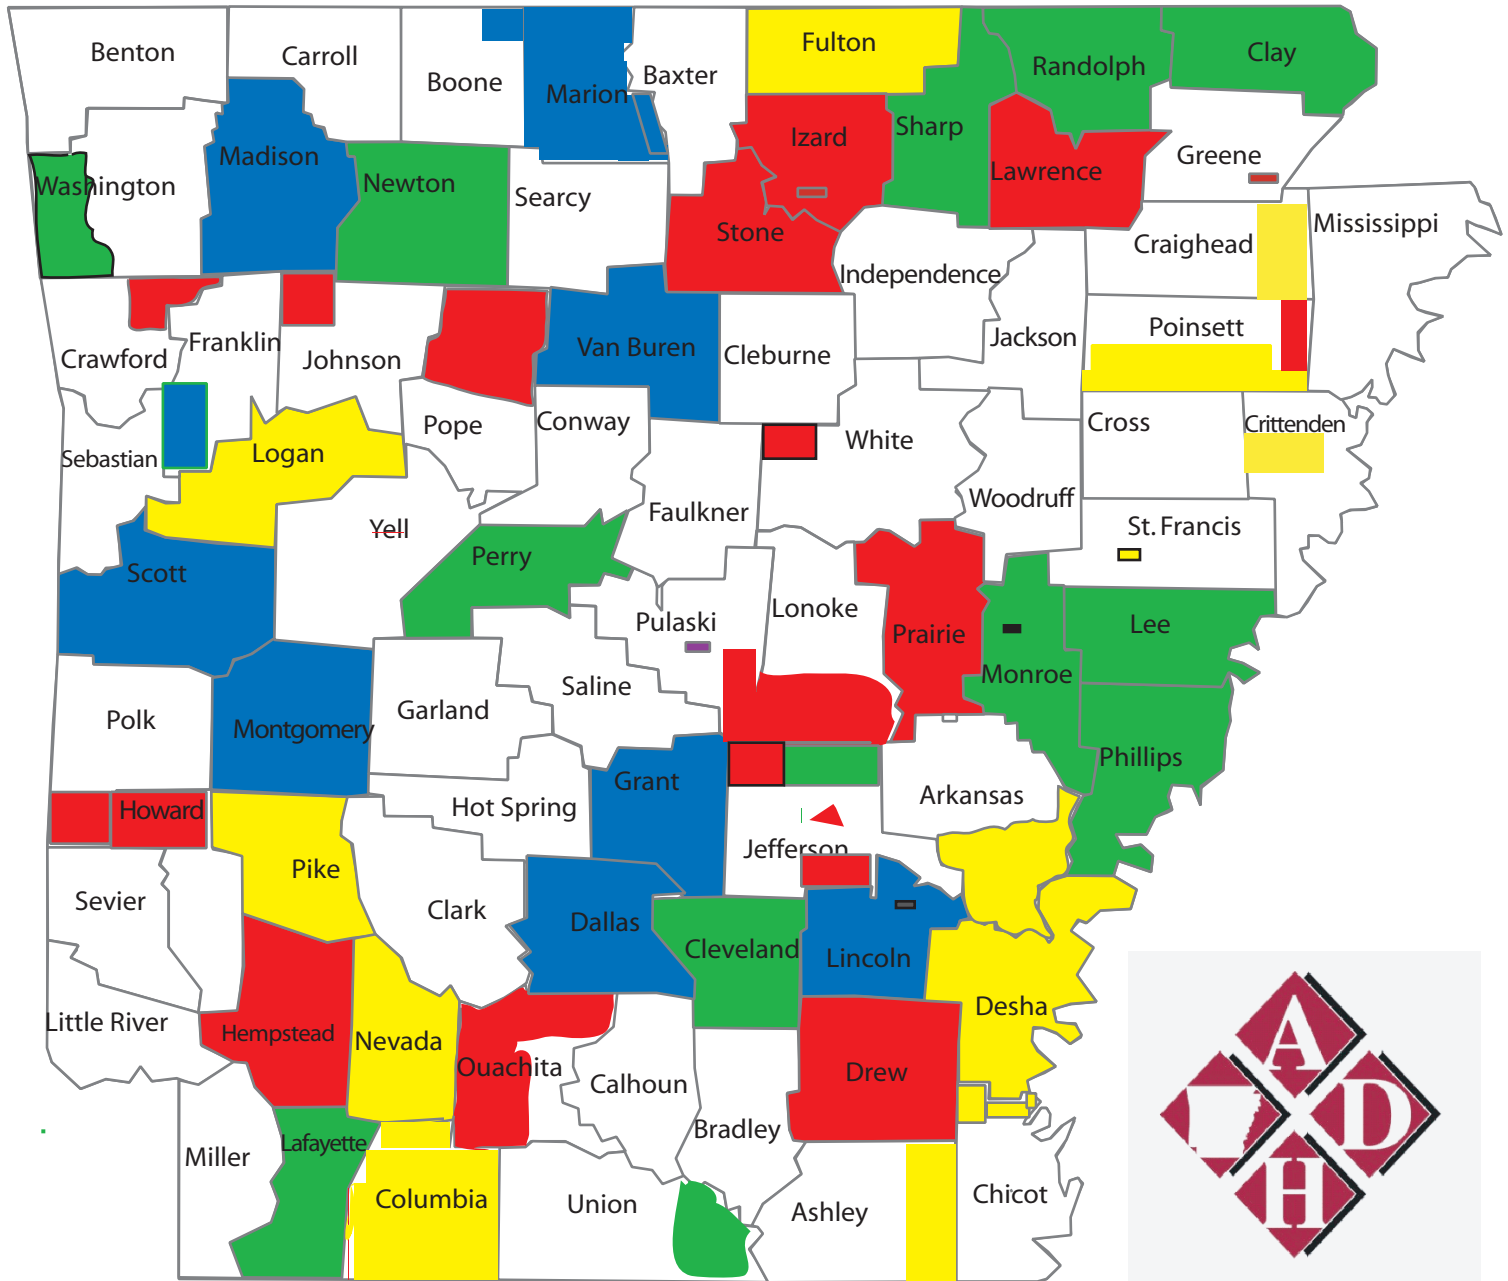 Benton
Carroll
Boone
Marion
Baxter
Fulton
Randolph
Clay
Izard
Sharp
Lawrence
Greene
Washington
Madison
Newton
Searcy
Stone
Independence
Craighead
Mississippi
Crawford
Franklin
Johnson
Van Buren
Cleburne
Jackson
Poinsett
Sebastian
Logan
Pope
Conway
White
Cross
Crittenden
Faulkner
Woodruff
Yell
Perry
St. Francis
Scott
Pulaski
Lonoke
Prairie
Monroe
Lee
Polk
Montgomery
Garland
Saline
Phillips
Howard
Hot Spring
Grant
Arkansas
Jefferson
Pike
Sevier
Clark
Dallas
Cleveland
Lincoln
Little River
Hempstead
Nevada
Ouachita
Calhoun
Drew
Desha
Miller
Lafayette
Columbia
Union
Bradley
Ashley
Chicot
A
D
H